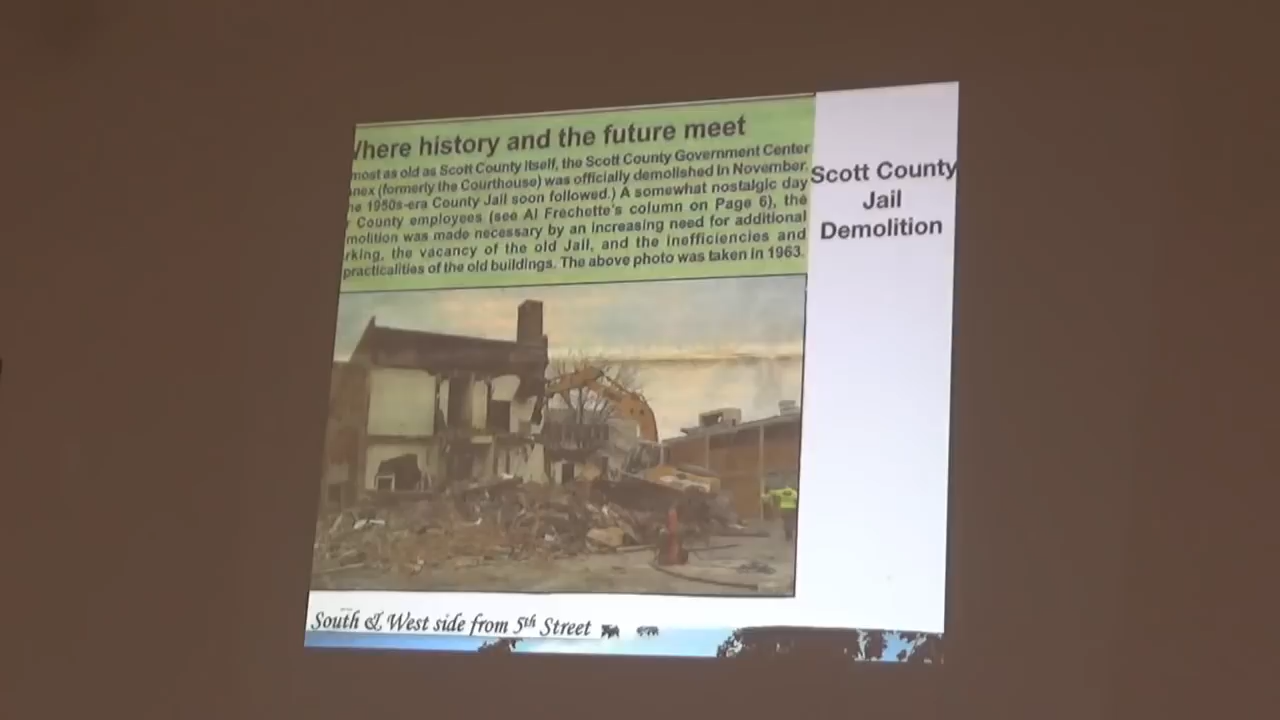 Where history and the future meet
most as old as Scott County itself, the Scott County Government Center
nex (formerly the Courthouse) was officially demolished in November.
he 1950s-era County Jail soon followed.) A somewhat nostalgic day
County employees (see Al Frechette's column on Page 6), the
molition was made necessary by an increasing need for additional
rking, the vacancy of the old Jail, and the inefficiencies and
practicalities of the old buildings. The above photo was taken in 1963.
Scott County
Jail
Demolition
South & West side from 5th Street